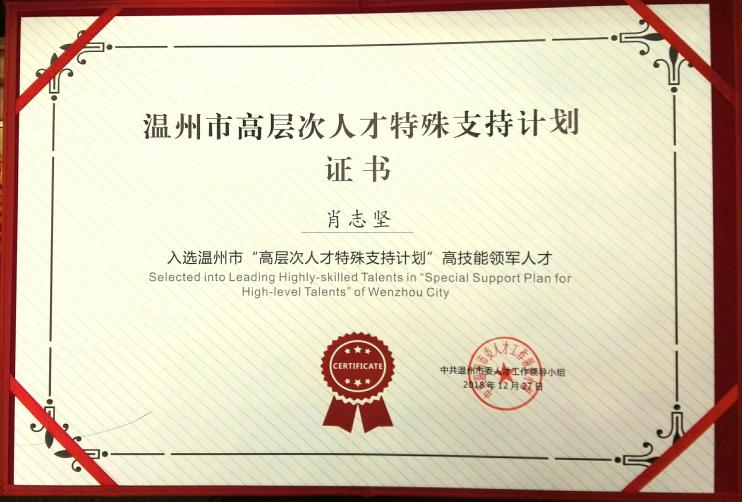 温州市高层次人才特殊支持计划
证书
肖志坚
入选温州市“高层次人才特殊支持计划”高技能领军人才
Selected into Leading Highly-skilled Talents in “Special Support Plan for
High-level Talents” of Wenzhou City
CERTIFICATE
中共温州市委人才工作领导小组
2018年12月27日